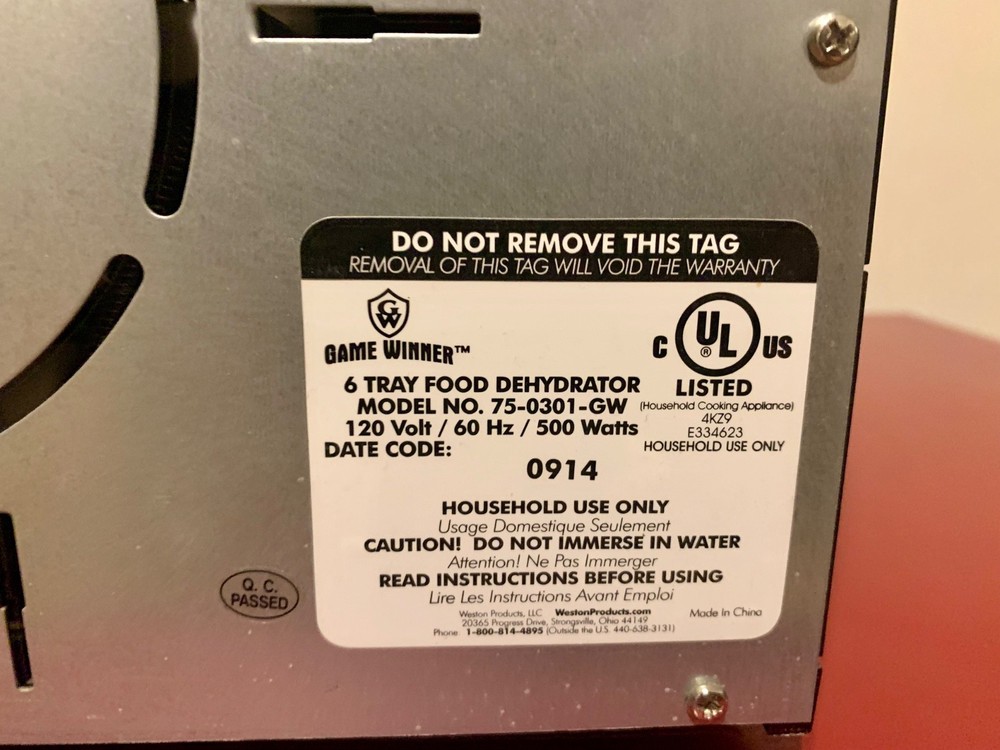 DO NOT REMOVE THIS TAG
REMOVAL OF THIS TAG WILL VOID THE WARRANTY
GW
GAME WINNER™
C UL® US
LISTED
6 TRAY FOOD DEHYDRATOR
MODEL NO. 75-0301-GW
120 Volt / 60 Hz / 500 Watts
DATE CODE:
0914
(Household Cooking Appliance)
4KZ9
E334623
HOUSEHOLD USE ONLY
HOUSEHOLD USE ONLY
Usage Domestique Seulement
CAUTION! DO NOT IMMERSE IN WATER
Attention! Ne Pas Immerger
READ INSTRUCTIONS BEFORE USING
Lire Les Instructions Avant Emploi
Weston Products, LLC WestonProducts.com
20365 Progress Drive, Strongsville, Ohio 44149
Phone: 1-800-814-4895 (Outside the U.S. 440-638-3131)
Made In China
Q. C.
PASSED